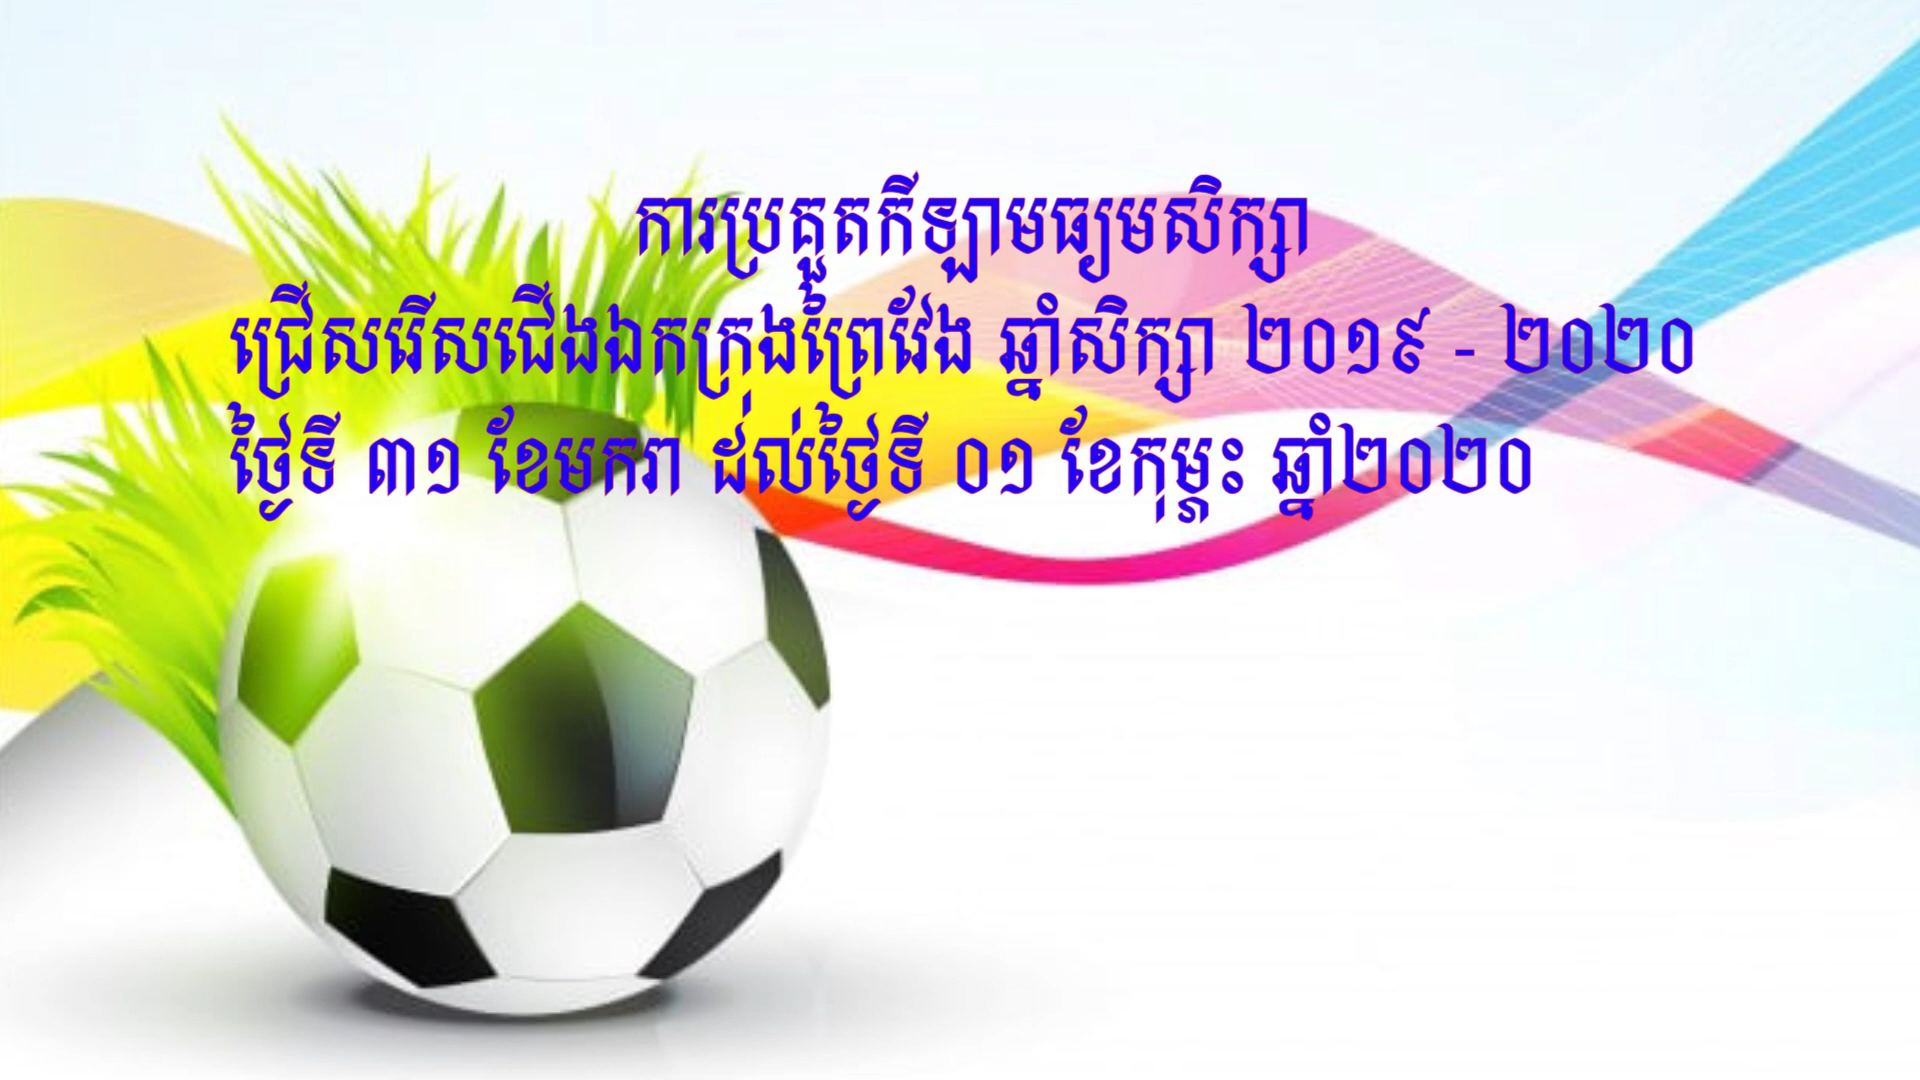 ការប្រគួតកីឡាមធ្យមសិក្សា
ជ្រើសរើសជើងឯកក្រុងព្រៃវែង ឆ្នាំសិក្សា ២០១៩ - ២០២០
ថ្ងៃទី ៣១ ខែមករា ដល់ថ្ងៃទី ០១ ខែកុម្ភះ ឆ្នាំ២០២០